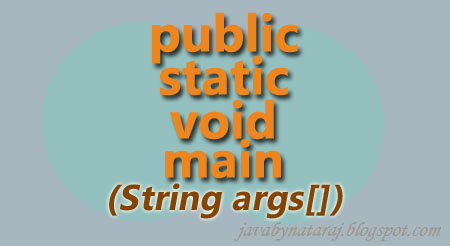 public
static
void
main
(String args[])
javabynataraj.blogspot.com